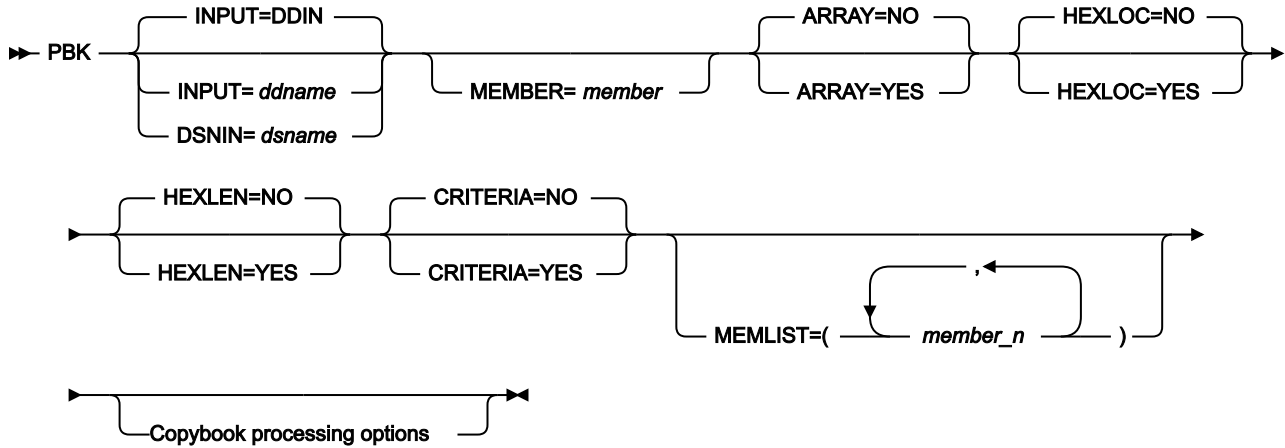 INPUT=DDIN ARRAY=NO HEXLOC=NO
PBK
INPUT= ddname MEMBER= member ARRAY=YES HEXLOC=YES
DSNIN= dsname
HEXLEN=NO CRITERIA=NO
HEXLEN=YES CRITERIA=YES
,
MEMLIST=( member_n )
Copybook processing options